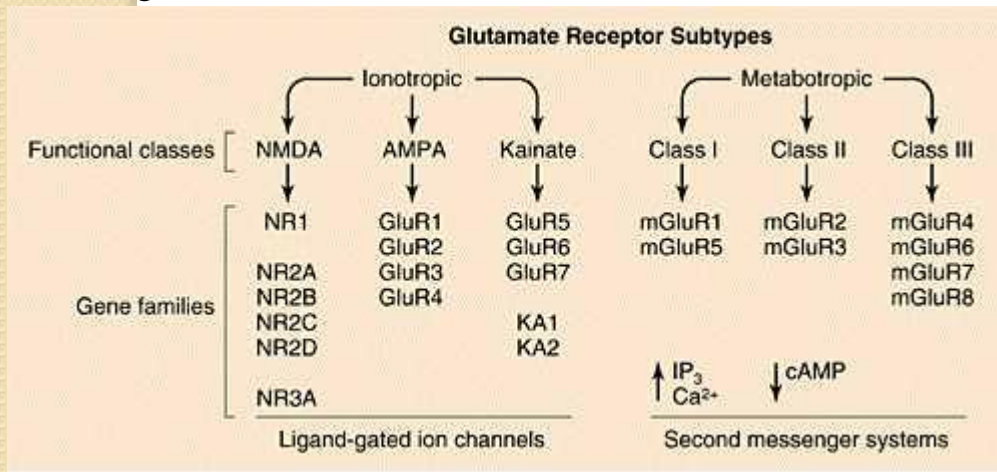 Glutamate Receptor Subtypes
Ionotropic Metabotropic
Functional classes NMDA AMPA Kainate Class I Class II Class III
NR1 GluR1 GluR5 mGluR1 mGluR2 mGluR4
GluR2 GluR6 mGluR5 mGluR3 mGluR6
NR2A GluR3 GluR7 mGluR7
NR2B GluR4 mGluR8
Gene families
NR2C KA1
NR2D KA2
↑ IP₃ ↓ cAMP
Ca²⁺
NR3A
Ligand-gated ion channels Second messenger systems